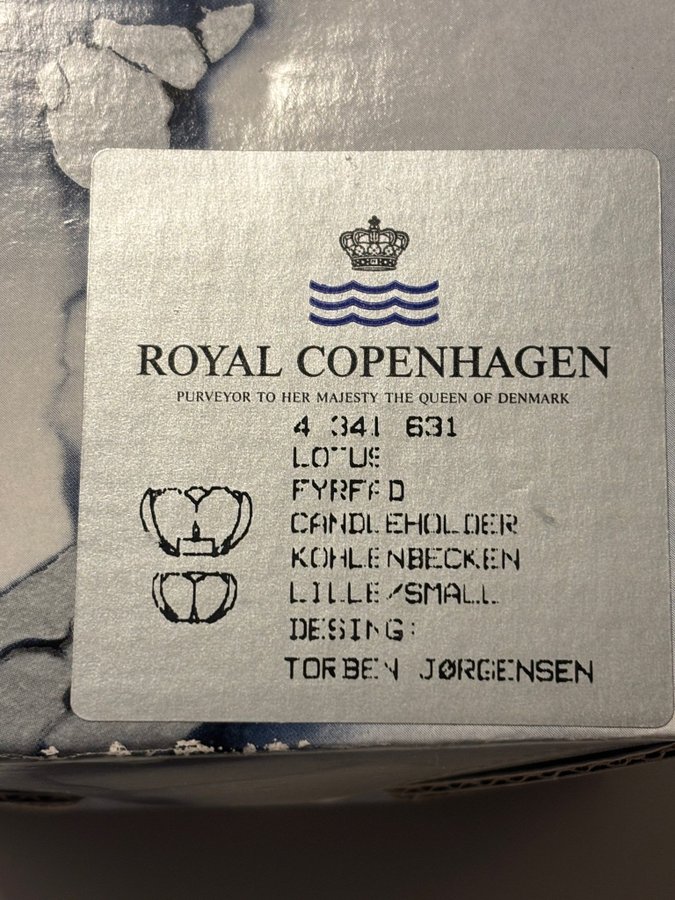 ROYAL COPENHAGEN
PURVEYOR TO HER MAJESTY THE QUEEN OF DENMARK
4 341 631
LOTUS
FYRFAD
CANDLEHOLDER
KOHLENBECKEN
LILLE/SMALL
DESING:
TORBEN JØRGENSEN